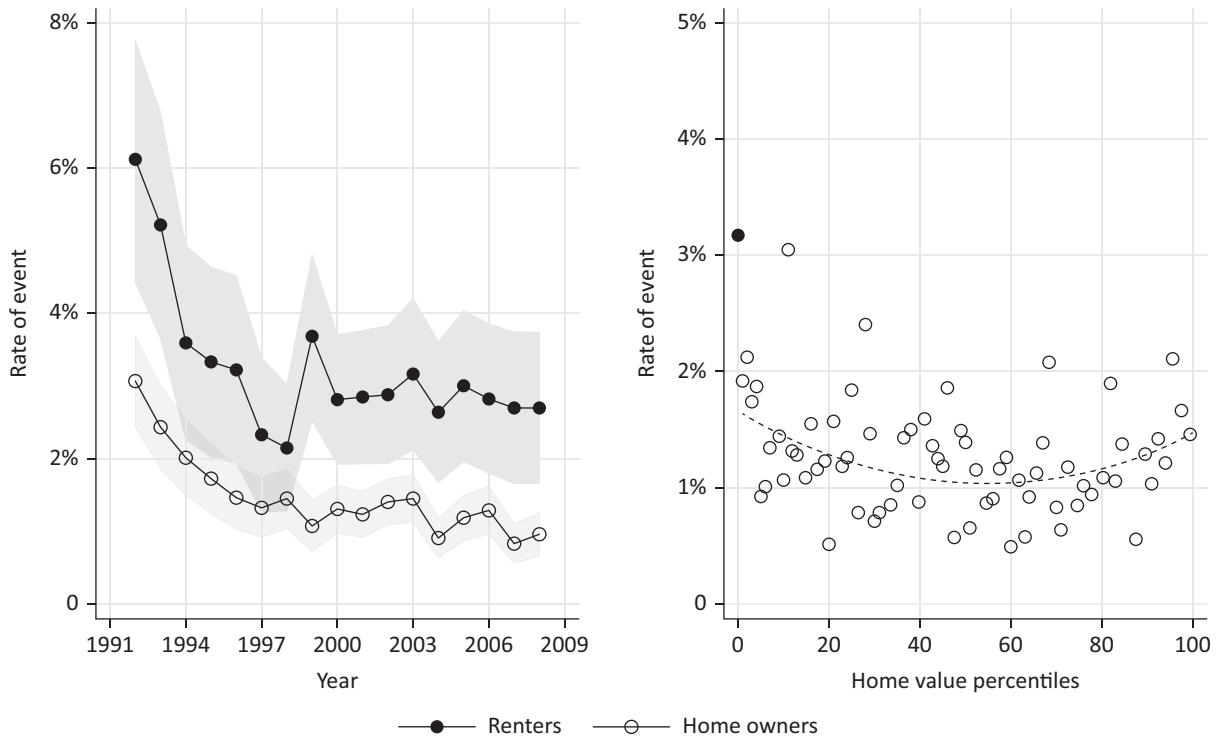 8%
6%
4%
2%
0
Rate of event
1991 1994 1997 2000 2003 2006 2009
Year
5%
4%
3%
2%
1%
0
Rate of event
0 20 40 60 80 100
Home value percentiles
Renters Home owners